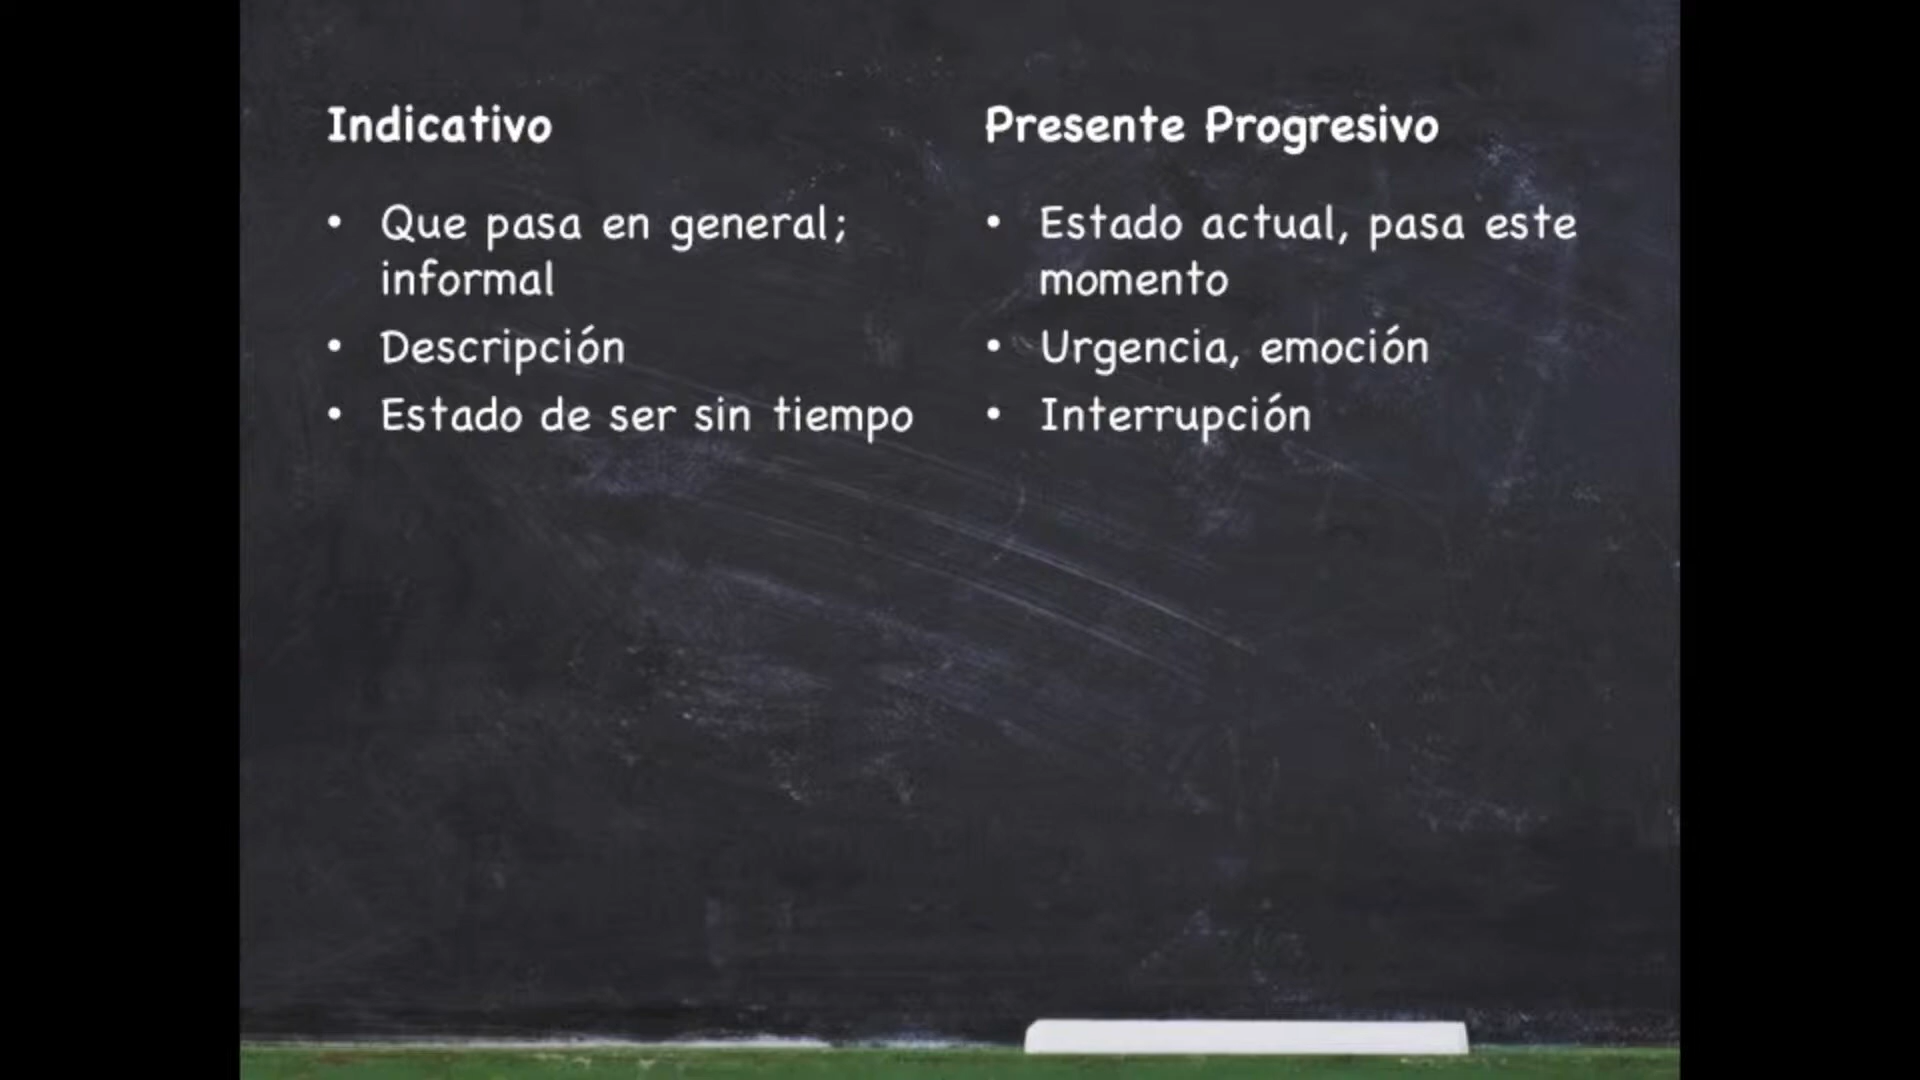 Indicativo
• Que pasa en general;
informal
• Descripción
• Estado de ser sin tiempo
Presente Progresivo
• Estado actual, pasa este
momento
• Urgencia, emoción
• Interrupción